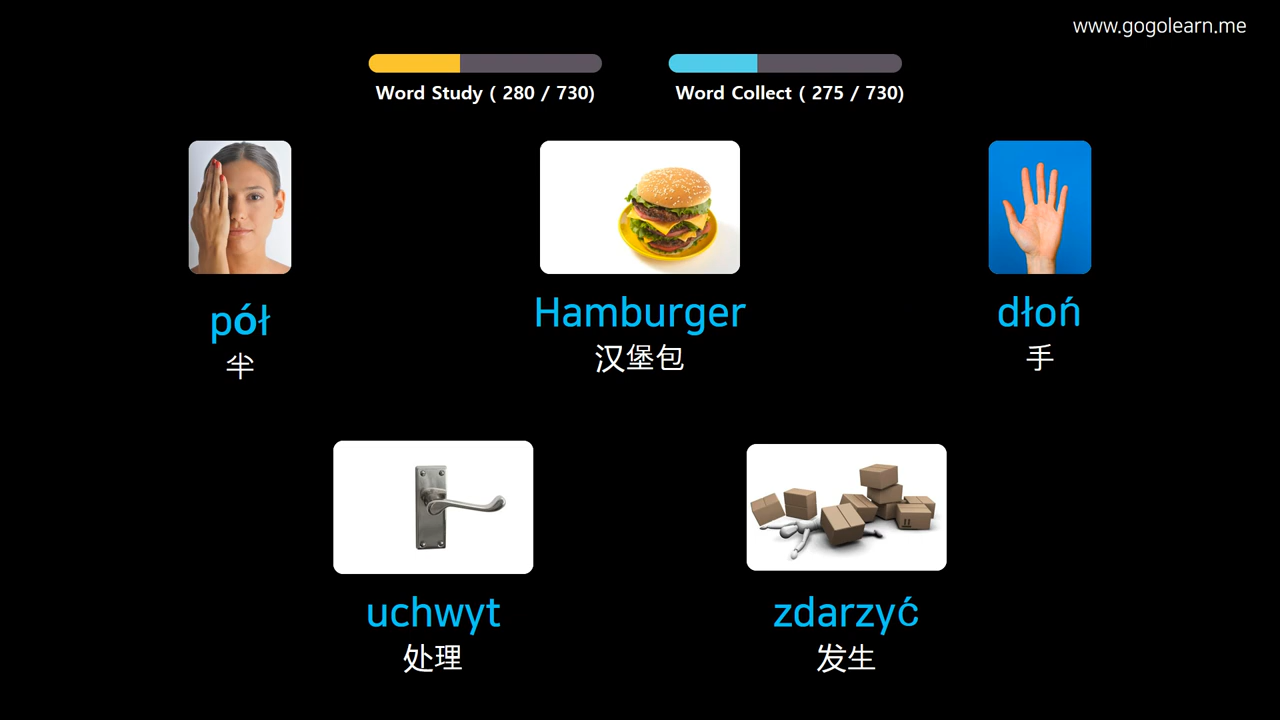 www.gogolearn.me
Word Study ( 280 / 730)
Word Collect ( 275 / 730)
pół
半
Hamburger
汉堡包
dłoń
手
uchwyt
处理
zdarzyć
发生